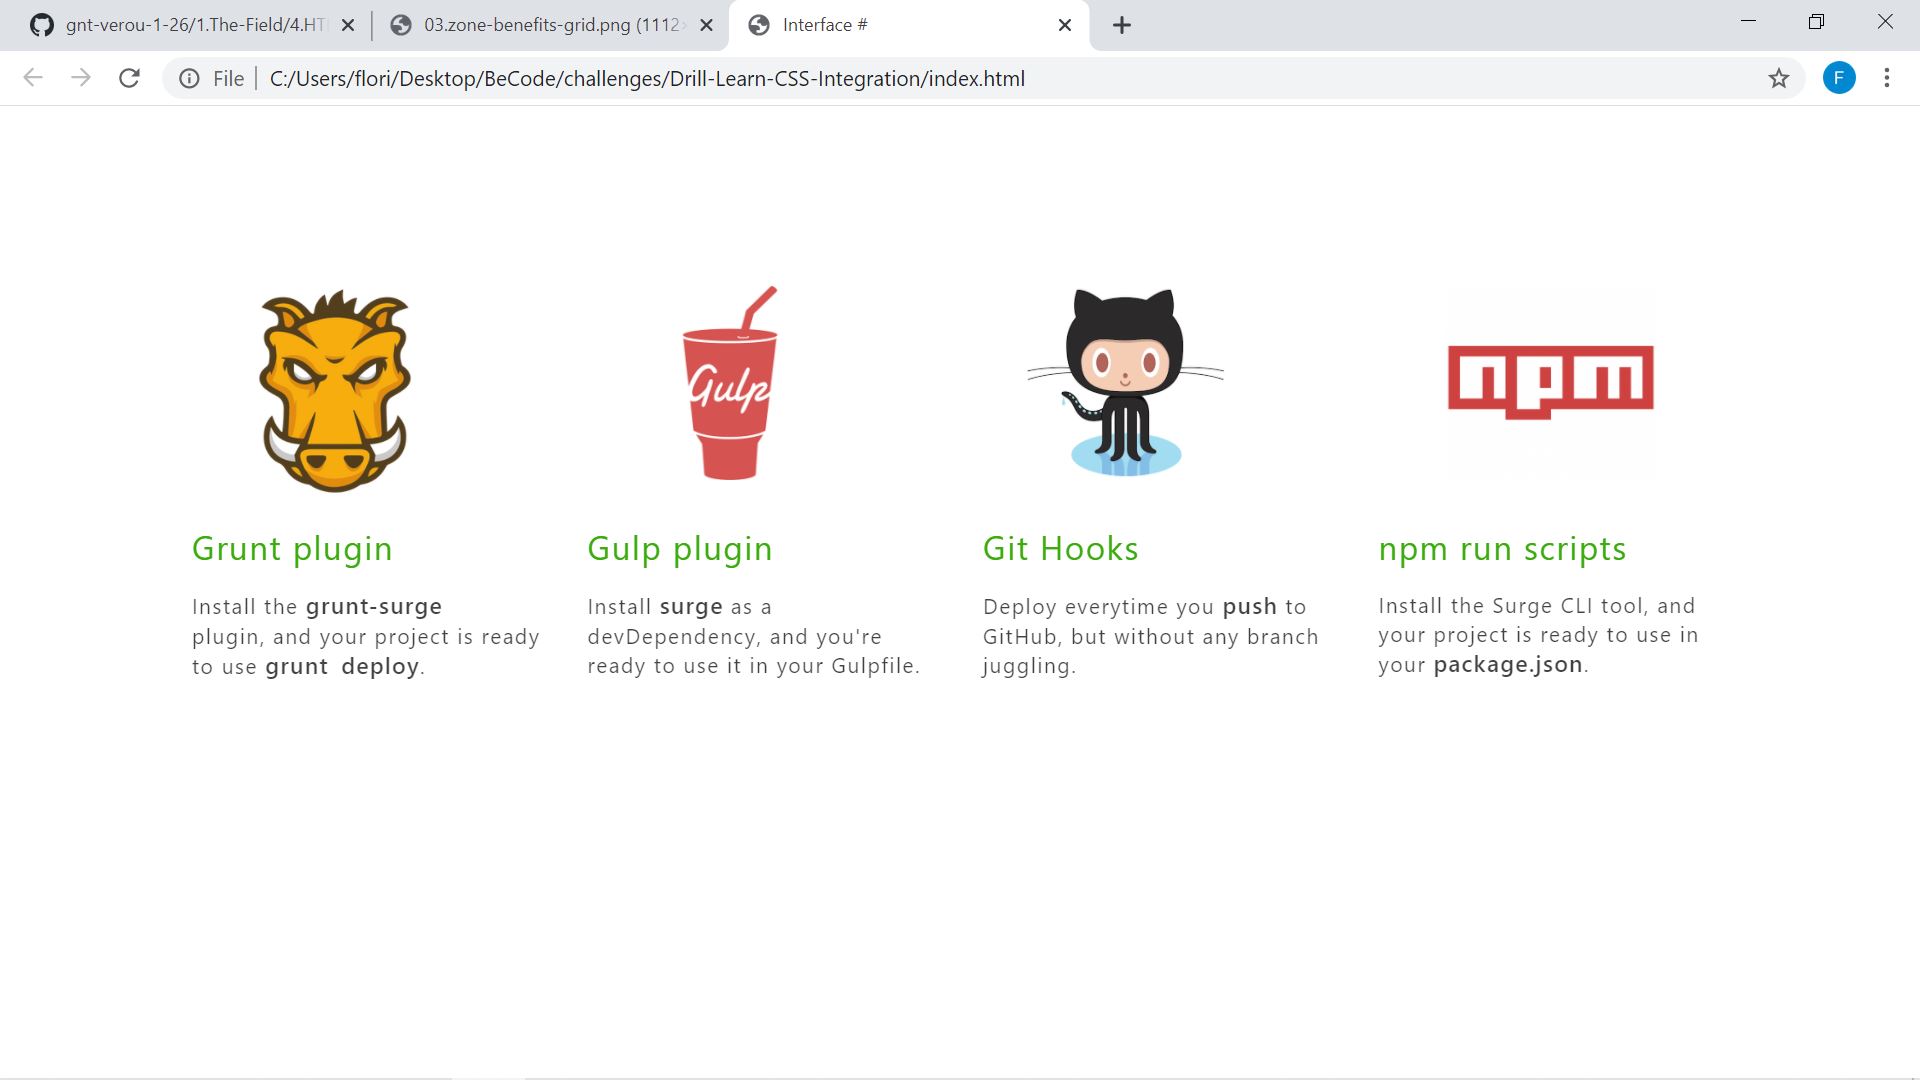 gnt-verou-1-26/1.The-Field/4.HT
03.zone-benefits-grid.png (1112
Interface #
File
C:/Users/flori/Desktop/BeCode/challenges/Drill-Learn-CSS-Integration/index.html
F
Gulp
npm
Grunt plugin
Install the grunt-surge
plugin, and your project is ready
to use grunt deploy.
Gulp plugin
Install surge as a
devDependency, and you're
ready to use it in your Gulpfile.
Git Hooks
Deploy everytime you push to
GitHub, but without any branch
juggling.
npm run scripts
Install the Surge CLI tool, and
your project is ready to use in
your package.json.